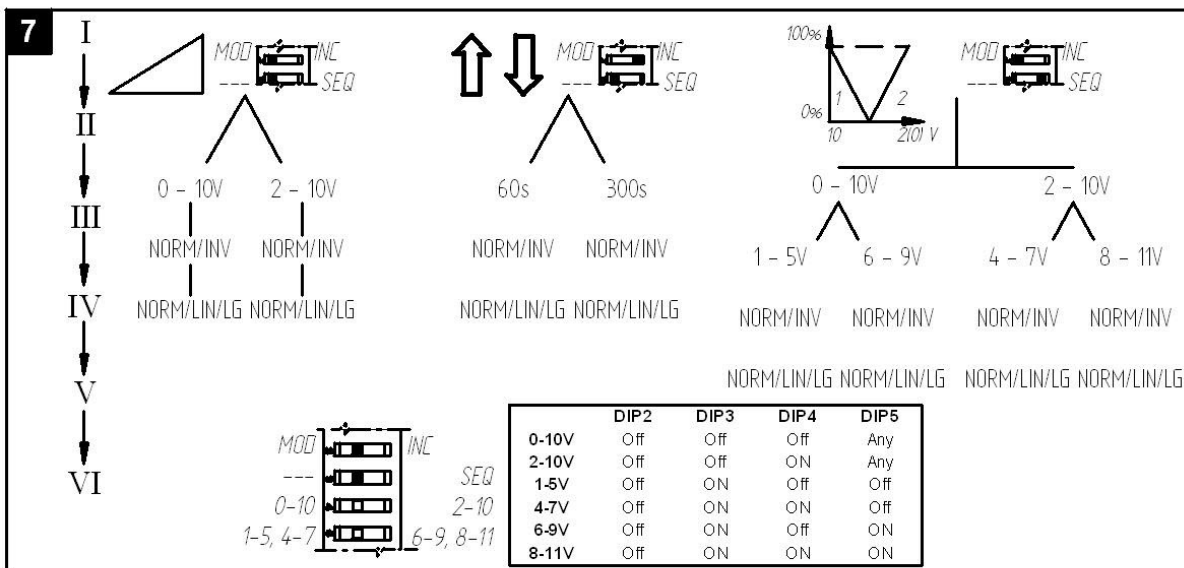 7
I
II
III
IV
V
VI
MOD INC
--- SEQ
0 - 10V 2 - 10V
NORM/INV NORM/INV
NORM/LIN/LG NORM/LIN/LG
MOD INC
--- SEQ
60s 300s
NORM/INV NORM/INV
NORM/LIN/LG NORM/LIN/LG
100%
0%
1 2
10 2(0) V
MOD INC
--- SEQ
0 - 10V 2 - 10V
1 - 5V 6 - 9V 4 - 7V 8 - 11V
NORM/INV NORM/INV NORM/INV NORM/INV
NORM/LIN/LG NORM/LIN/LG NORM/LIN/LG NORM/LIN/LG
MOD INC
--- SEQ
0-10 2-10
1-5, 4-7 6-9, 8-11
DIP2 DIP3 DIP4 DIP5
0-10V Off Off Off Any
2-10V Off Off ON Any
1-5V Off ON Off Off
4-7V Off ON ON Off
6-9V Off ON Off ON
8-11V Off ON ON ON